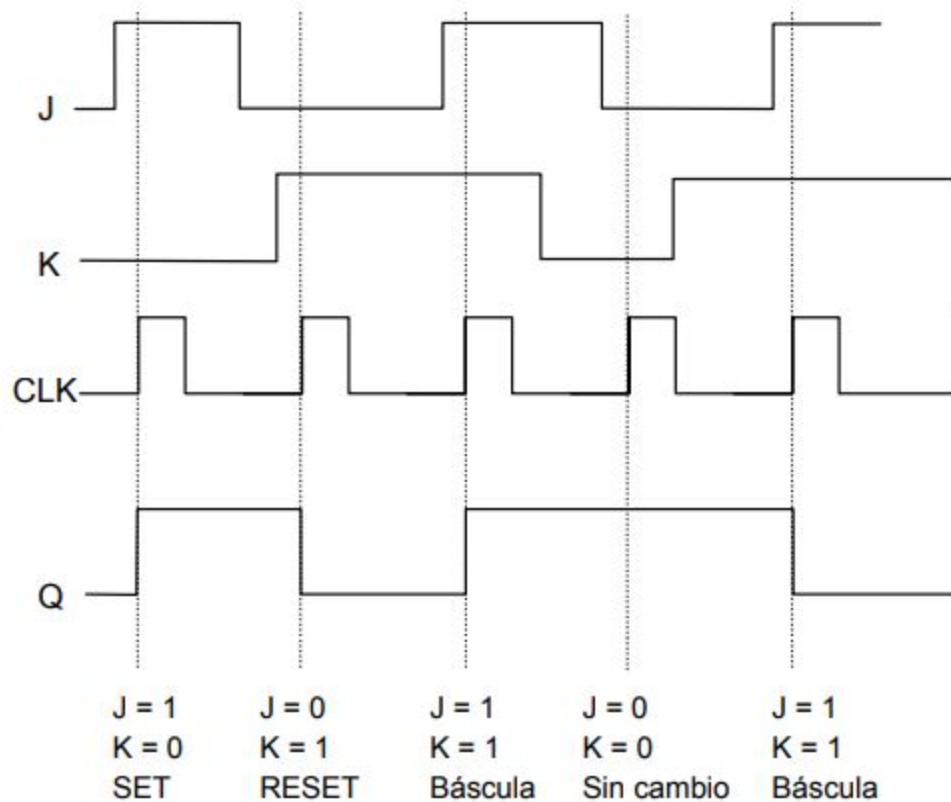 J
K
CLK
Q
J = 1 J = 0 J = 1 J = 0 J = 1
K = 0 K = 1 K = 1 K = 0 K = 1
SET RESET Báscula Sin cambio Báscula